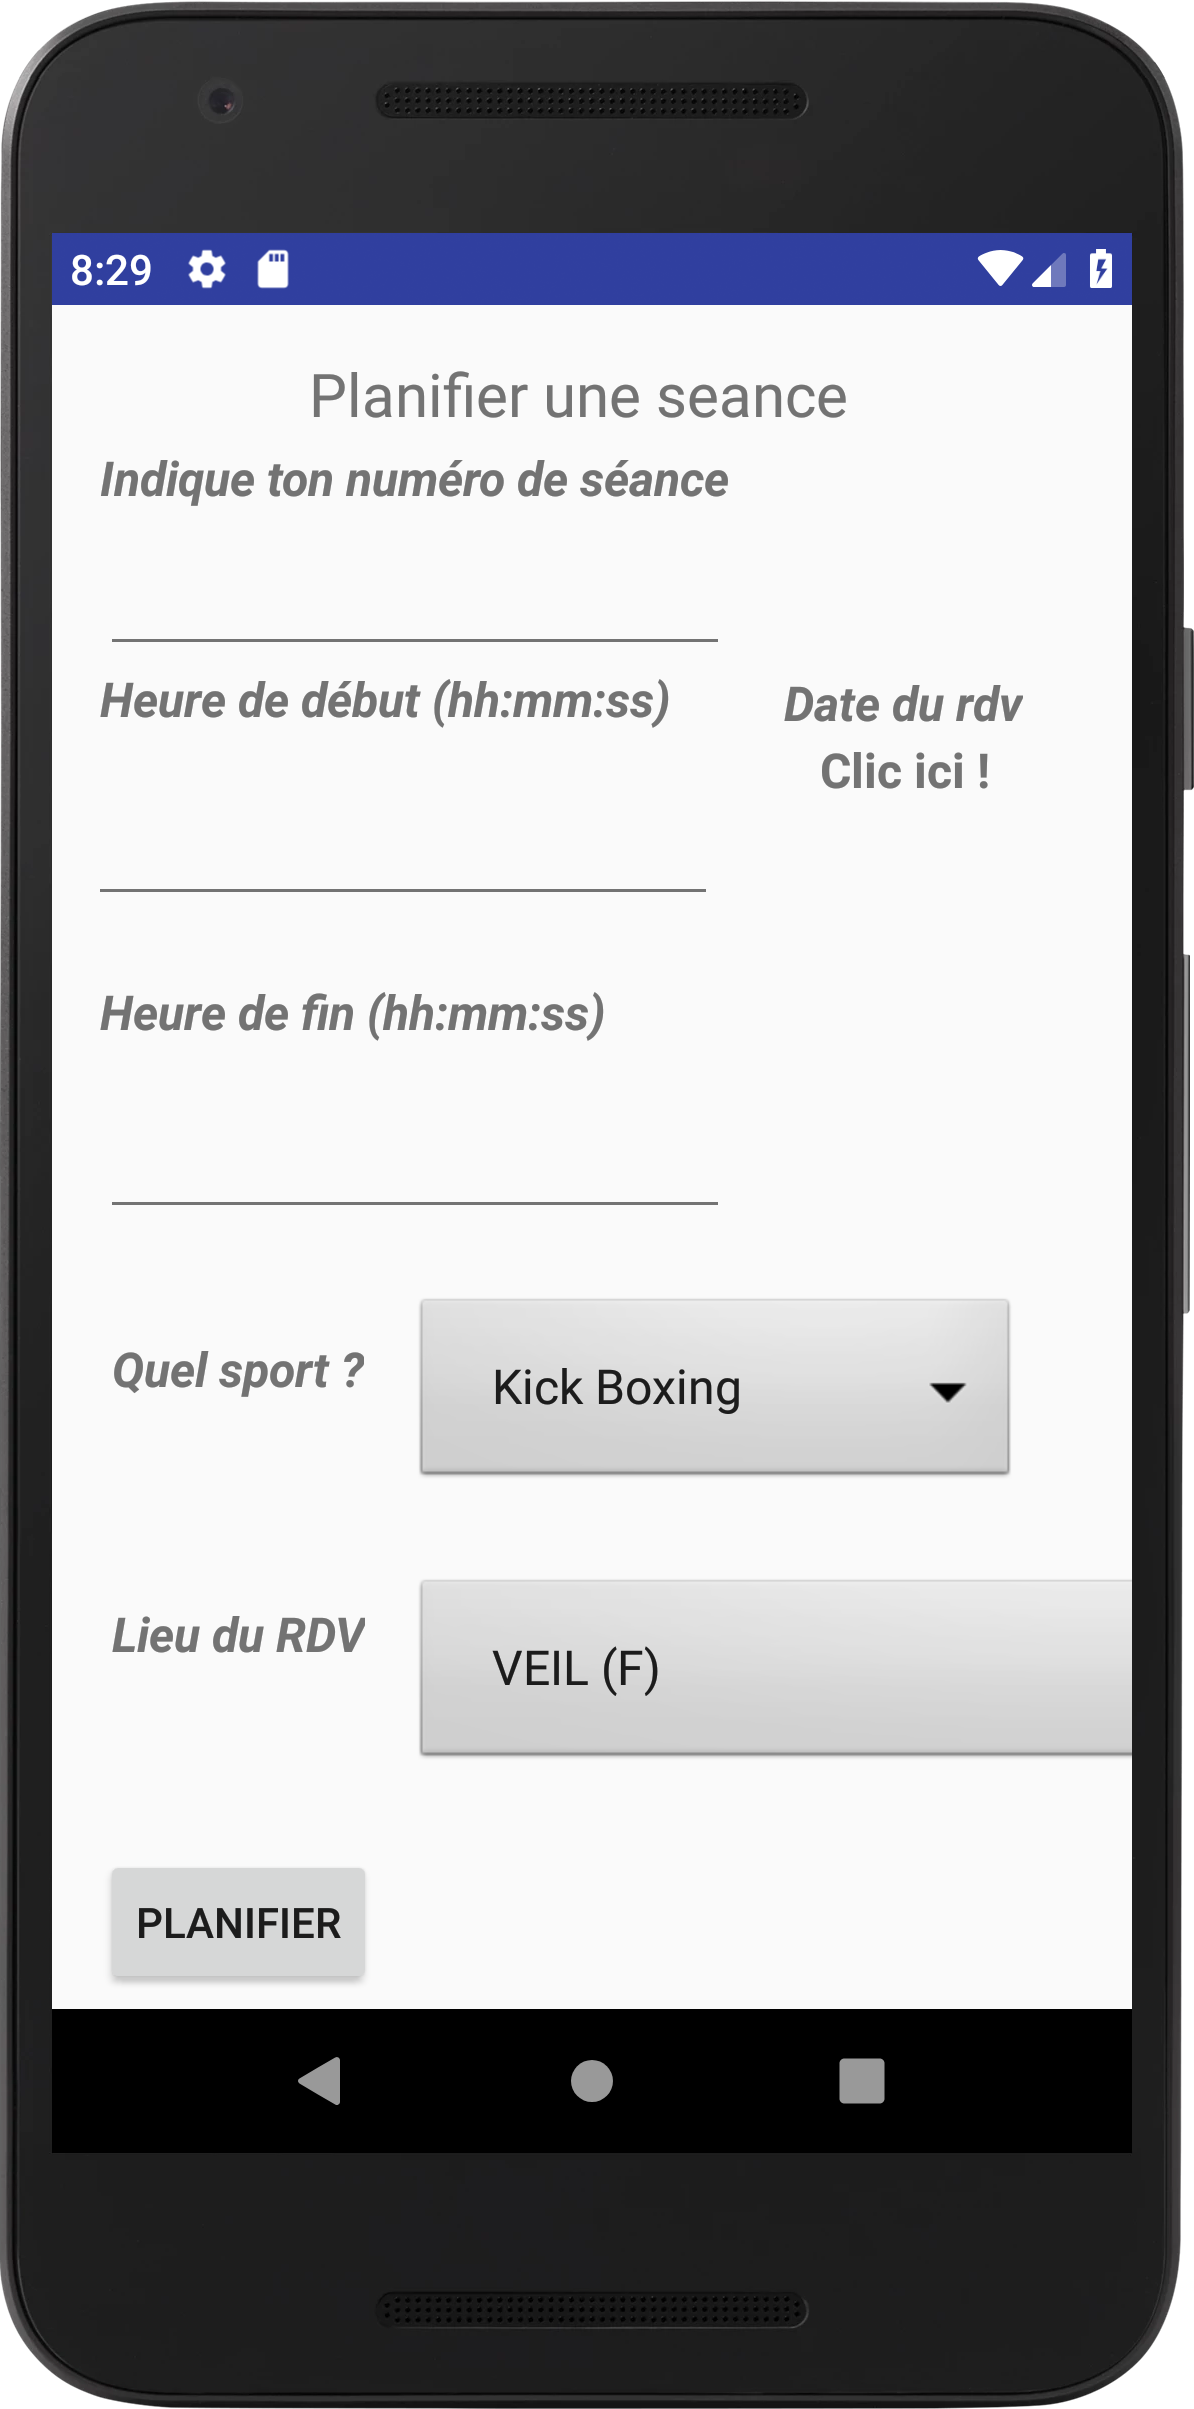 8:29
Planifier une seance
Indique ton numéro de séance
Heure de début (hh:mm:ss)
Date du rdv
Clic ici !
Heure de fin (hh:mm:ss)
Quel sport ?
Kick Boxing
Lieu du RDV
VEIL (F)
PLANIFIER